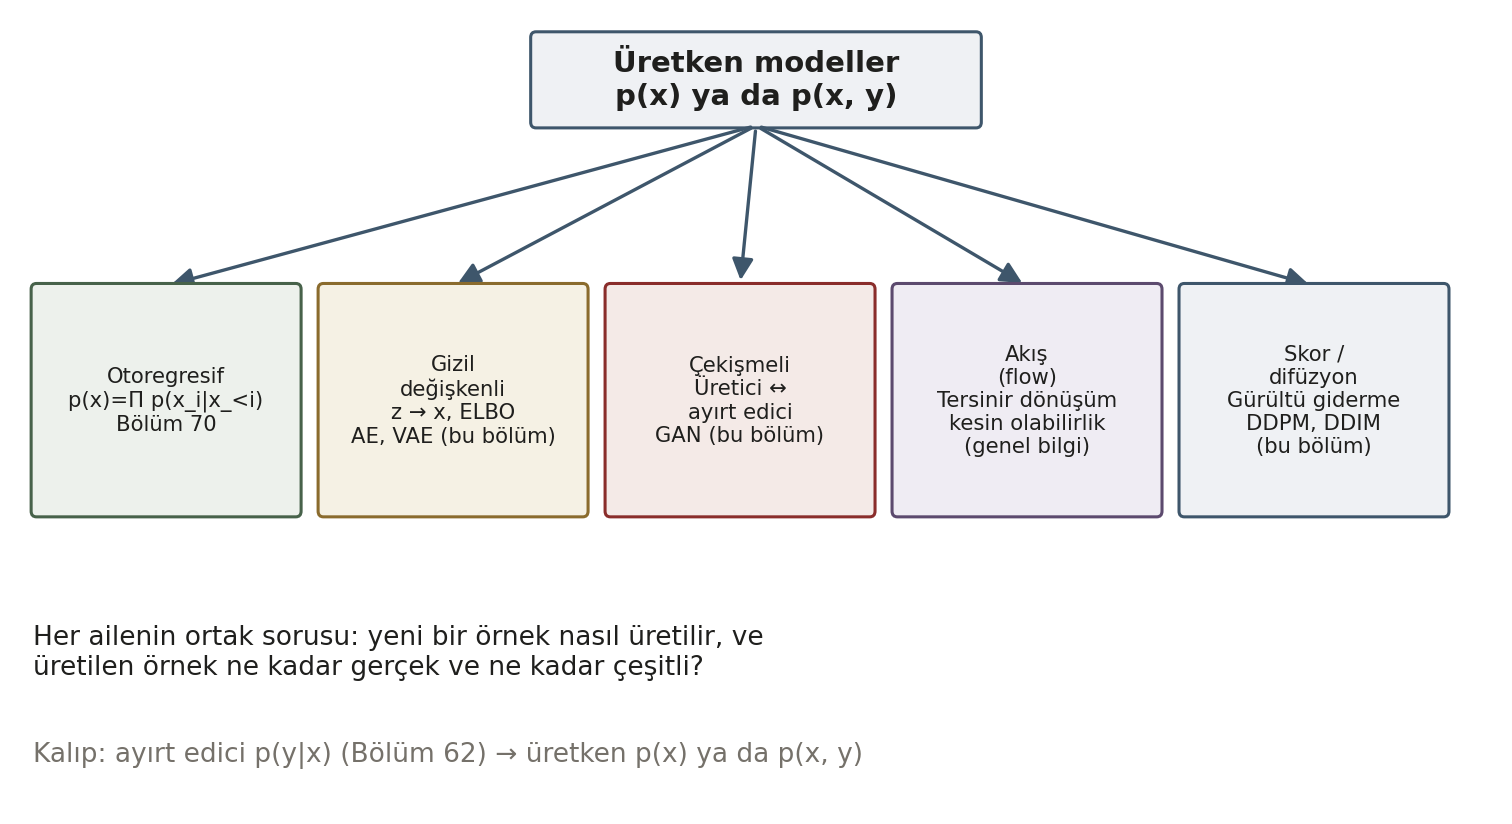 Üretken modeller
p(x) ya da p(x, y)
Otoregresif
p(x)=Π p(x_i|x_<i)
Bölüm 70
Gizil
değişkenli
z → x, ELBO
AE, VAE (bu bölüm)
Çekişmeli
Üretici ↔
ayırt edici
GAN (bu bölüm)
Akış
(flow)
Tersinir dönüşüm
kesin olabilirlik
(genel bilgi)
Skor /
difüzyon
Gürültü giderme
DDPM, DDIM
(bu bölüm)
Her ailenin ortak sorusu: yeni bir örnek nasıl üretilir, ve
üretilen örnek ne kadar gerçek ve ne kadar çeşitli?
Kalıp: ayırt edici p(y|x) (Bölüm 62) → üretken p(x) ya da p(x, y)